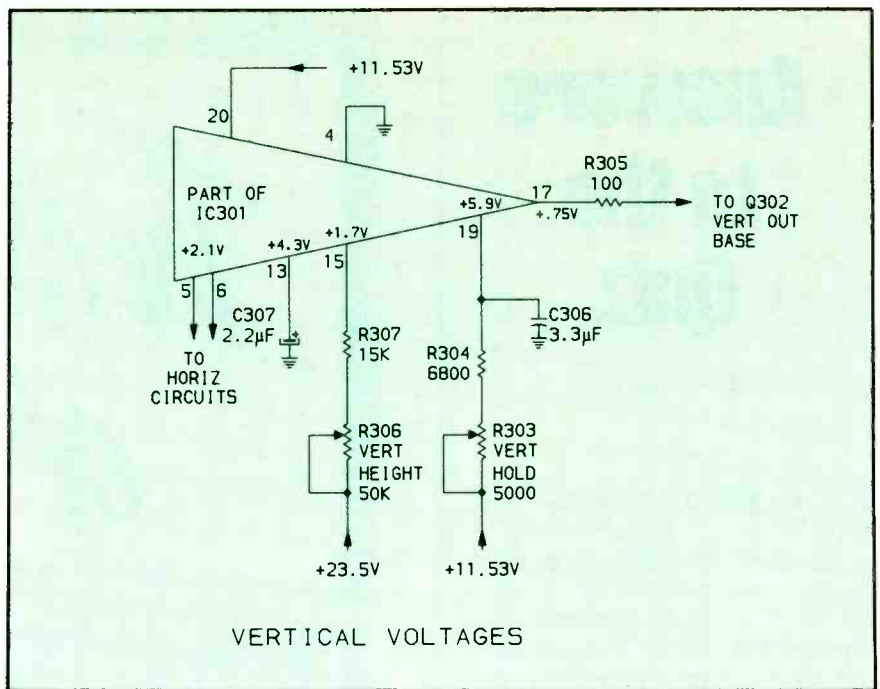 +11.53V
20
4
PART OF
IC301
R305
100
17
+.75V
TO Q302
VERT OUT
BASE
+5.9V
19
+1.7V
15
+4.3V
13
+2.1V
5
6
C307
2.2µF
TO
HORIZ
CIRCUITS
R307
15K
C306
3.3µF
R304
6800
R306
VERT
HEIGHT
50K
R303
VERT
HOLD
5000
+23.5V
+11.53V
VERTICAL VOLTAGES